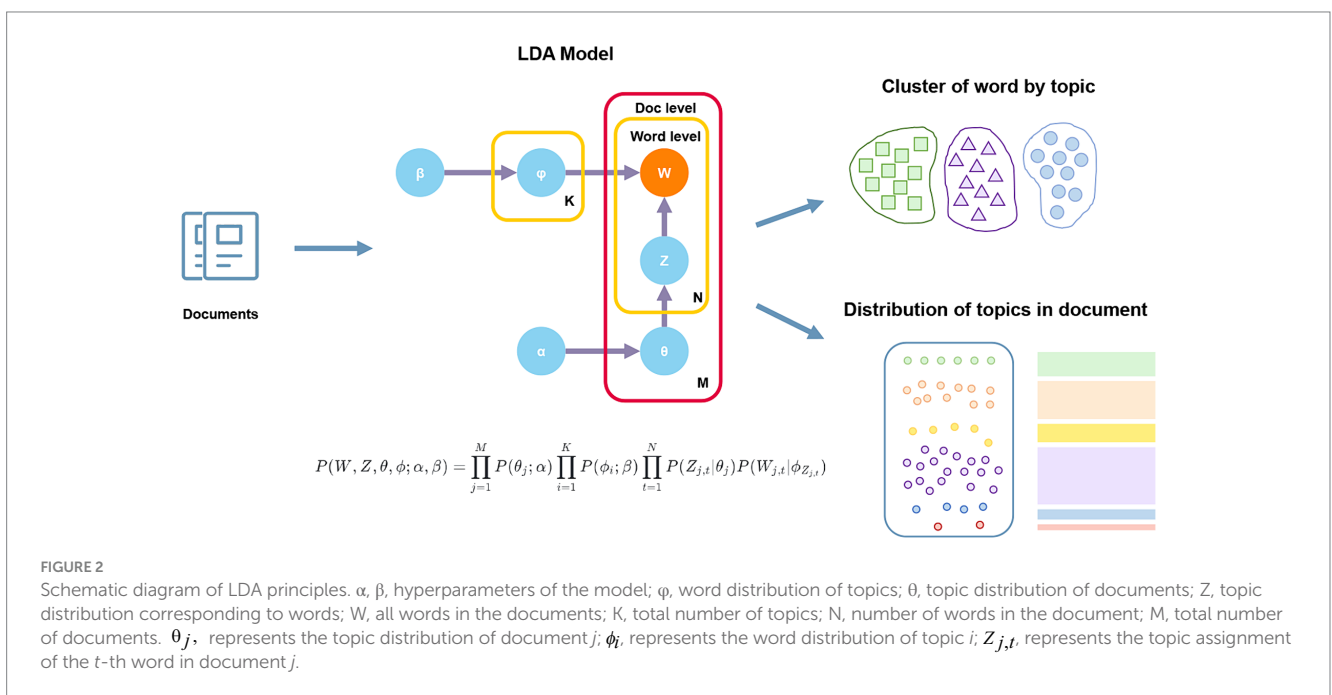 LDA Model
Doc level
Word level
β
φ
K
W
Z
N
α
θ
M
Documents
P(W, Z, θ, ϕ; α, β) = ∏_{j=1}^{M} P(θ_j; α) ∏_{i=1}^{K} P(ϕ_i; β) ∏_{t=1}^{N} P(Z_{j,t}|θ_j)P(W_{j,t}|ϕ_{Z_{j,t}})
Cluster of word by topic
Distribution of topics in document
FIGURE 2
Schematic diagram of LDA principles. α, β, hyperparameters of the model; φ, word distribution of topics; θ, topic distribution of documents; Z, topic
distribution corresponding to words; W, all words in the documents; K, total number of topics; N, number of words in the document; M, total number
of documents. θ_j, represents the topic distribution of document j; ϕ_i, represents the word distribution of topic i; Z_{j,t}, represents the topic assignment
of the t-th word in document j.